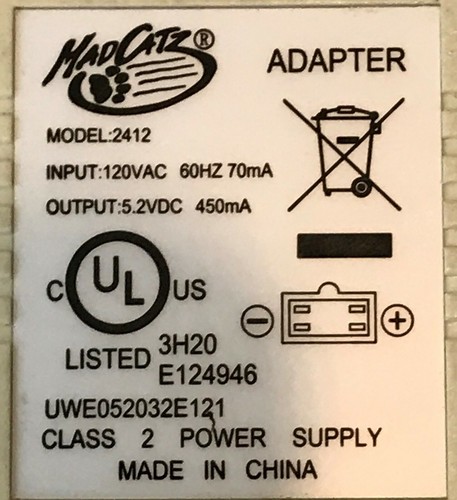 MADCATZ®
ADAPTER
MODEL:2412
INPUT:120VAC 60HZ 70mA
OUTPUT:5.2VDC 450mA
C UL US
LISTED 3H20
E124946
UWE052032E121
CLASS 2 POWER SUPPLY
MADE IN CHINA